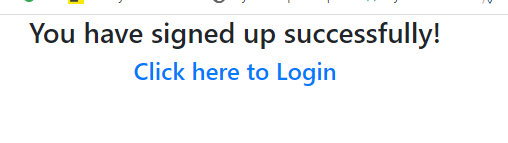 You have signed up successfully!
Click here to Login